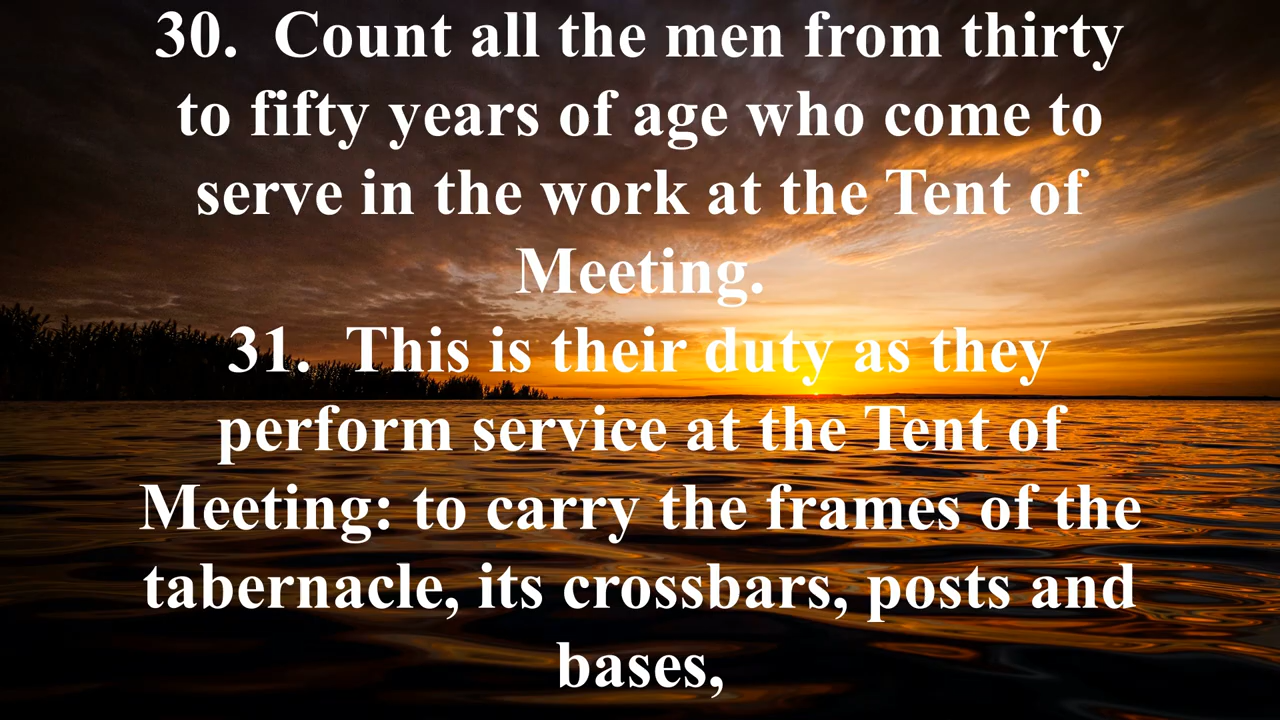 30.  Count all the men from thirty
to fifty years of age who come to
serve in the work at the Tent of
Meeting.
31.  This is their duty as they
perform service at the Tent of
Meeting: to carry the frames of the
tabernacle, its crossbars, posts and
bases,